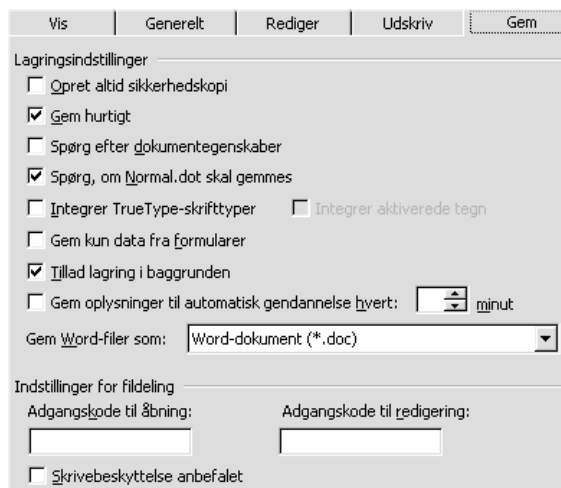 Vis Generelt Rediger Udskriv Gem
Lagringsindstillinger
Opret altid sikkerhedskopi
Gem hurtigt
Spørg efter dokumentegenskaber
Spørg, om Normal.dot skal gemmes
Integrer TrueType-skrifttyper Integrer aktiverede tegn
Gem kun data fra formularer
Tillad lagring i baggrunden
Gem oplysninger til automatisk gendannelse hvert: minut
Gem Word-filer som: Word-dokument (*.doc)
Indstillinger for fildeling
Adgangskode til åbning: Adgangskode til redigering:
Skrivebeskyttelse anbefalet